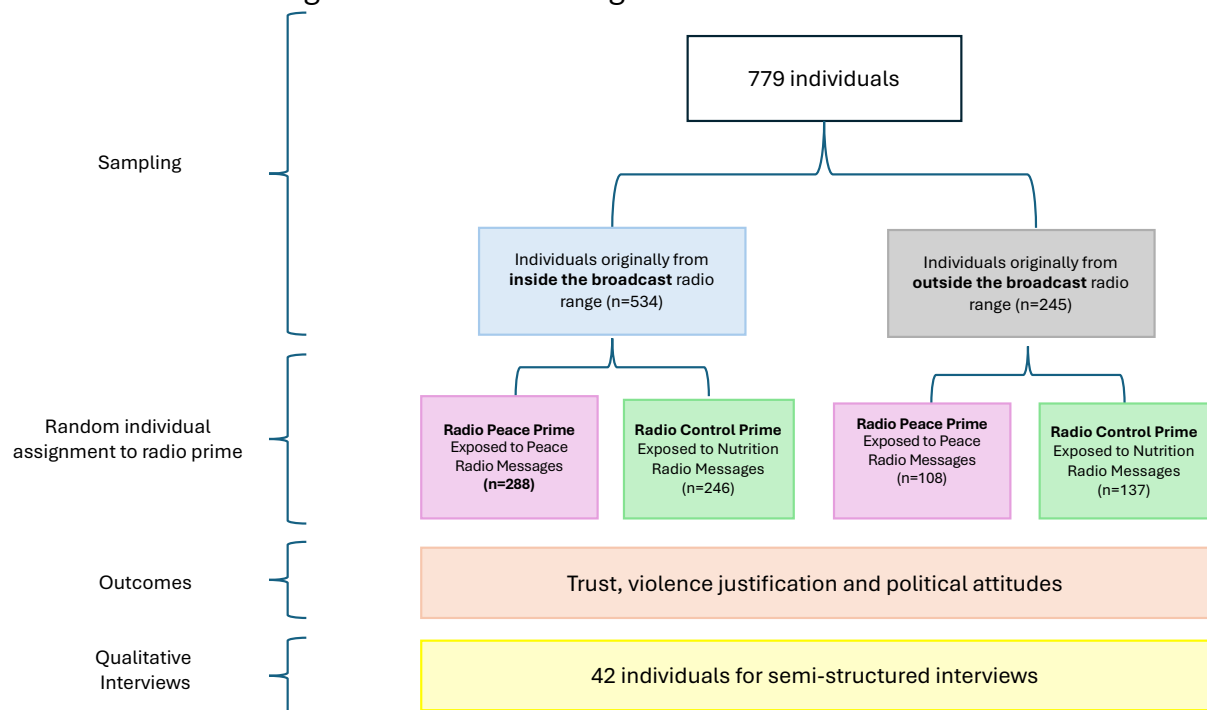 779 individuals
Sampling
Individuals originally from
inside the broadcast radio
range (n=534)
Individuals originally from
outside the broadcast radio
range (n=245)
Random individual
assignment to radio prime
Radio Peace Prime
Exposed to Peace
Radio Messages
(n=288)
Radio Control Prime
Exposed to Nutrition
Radio Messages
(n=246)
Radio Peace Prime
Exposed to Peace
Radio Messages
(n=108)
Radio Control Prime
Exposed to Nutrition
Radio Messages
(n=137)
Outcomes
Trust, violence justification and political attitudes
Qualitative
Interviews
42 individuals for semi-structured interviews